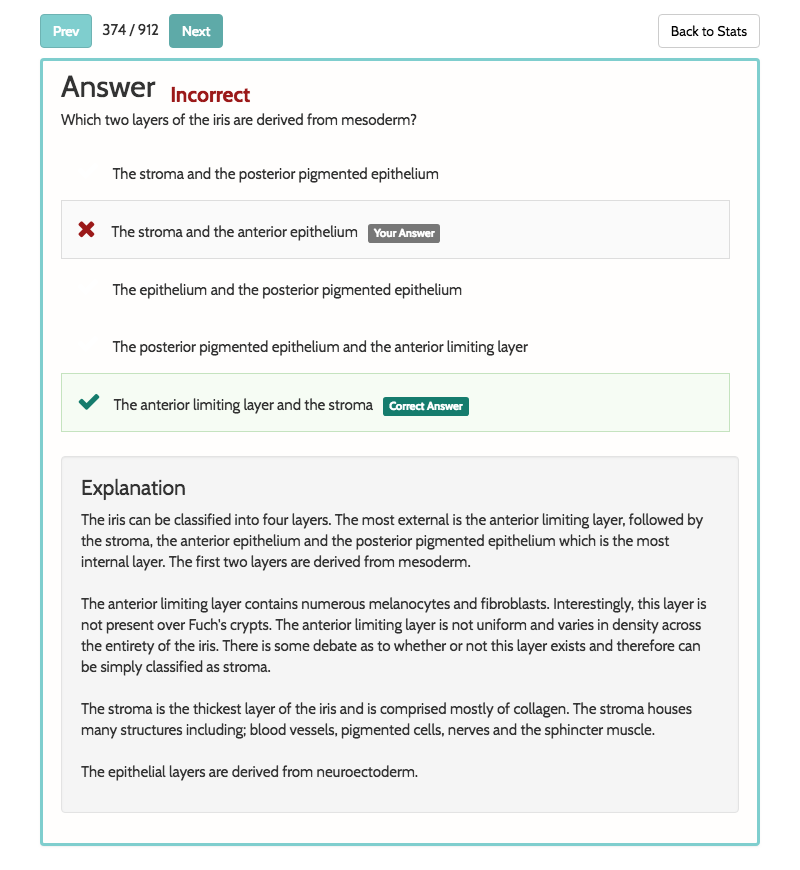 Prev 374 / 912 Next Back to Stats
Answer Incorrect
Which two layers of the iris are derived from mesoderm?
The stroma and the posterior pigmented epithelium
The stroma and the anterior epithelium Your Answer
The epithelium and the posterior pigmented epithelium
The posterior pigmented epithelium and the anterior limiting layer
The anterior limiting layer and the stroma Correct Answer
Explanation
The iris can be classified into four layers. The most external is the anterior limiting layer, followed by
the stroma, the anterior epithelium and the posterior pigmented epithelium which is the most
internal layer. The first two layers are derived from mesoderm.
The anterior limiting layer contains numerous melanocytes and fibroblasts. Interestingly, this layer is
not present over Fuch's crypts. The anterior limiting layer is not uniform and varies in density across
the entirety of the iris. There is some debate as to whether or not this layer exists and therefore can
be simply classified as stroma.
The stroma is the thickest layer of the iris and is comprised mostly of collagen. The stroma houses
many structures including; blood vessels, pigmented cells, nerves and the sphincter muscle.
The epithelial layers are derived from neuroectoderm.